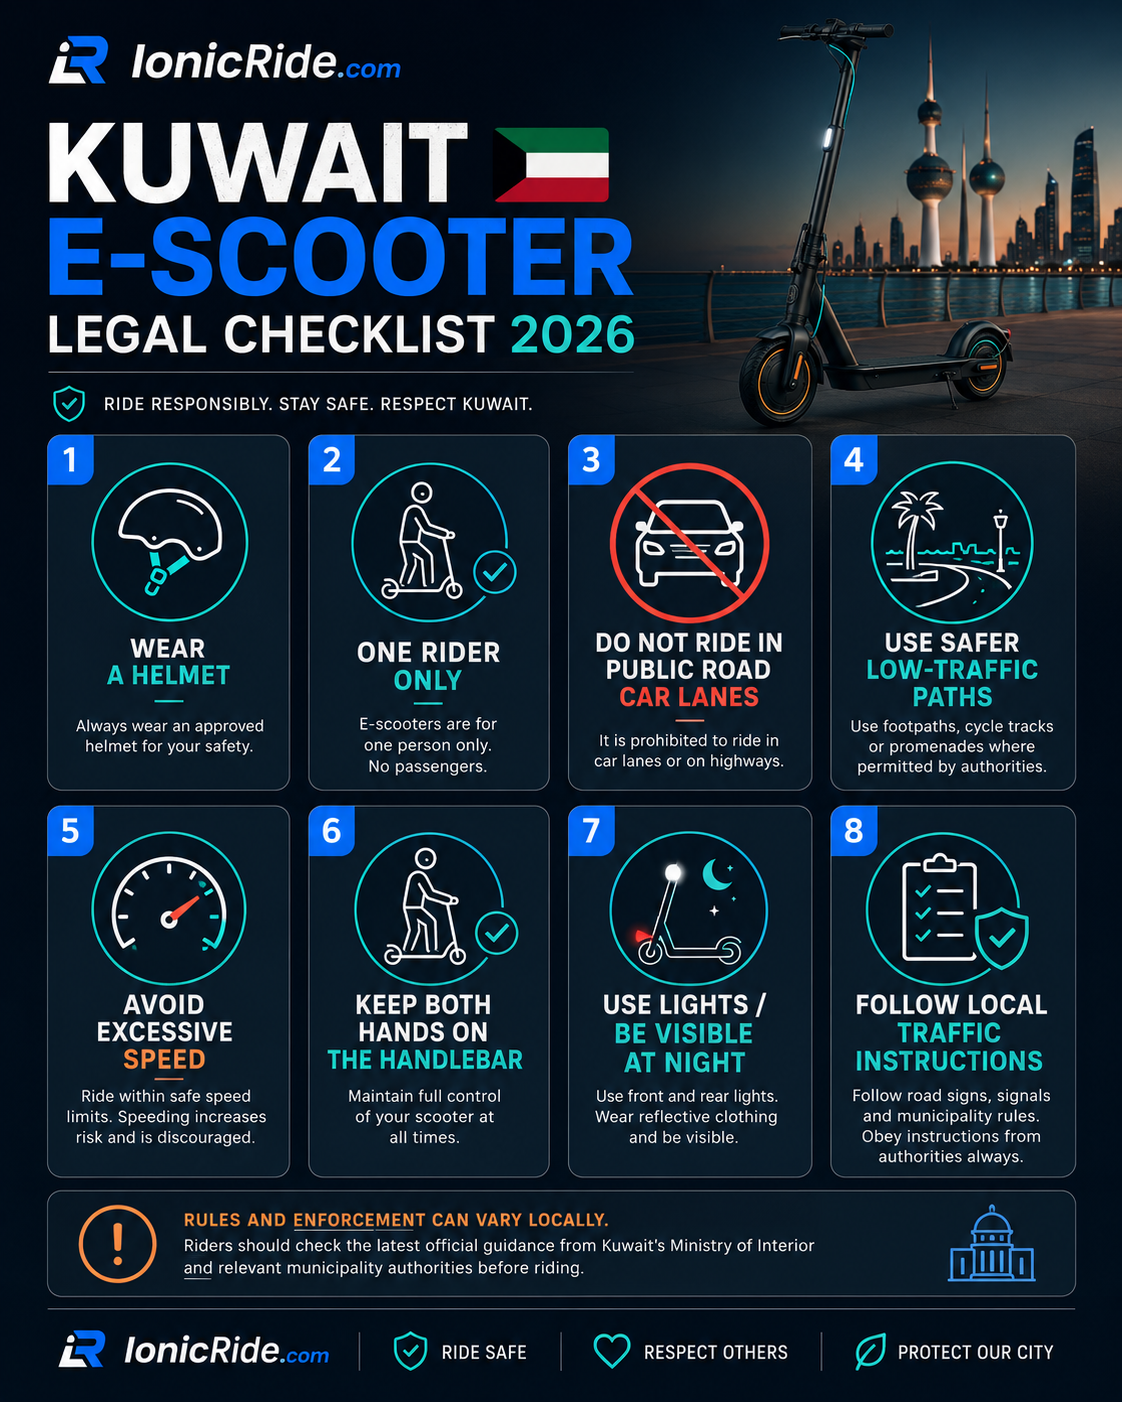 iR IonicRide.com
KUWAIT
E-SCOOTER
LEGAL CHECKLIST 2026
RIDE RESPONSIBLY. STAY SAFE. RESPECT KUWAIT.
1
WEAR
A HELMET
Always wear an approved
helmet for your safety.
2
ONE RIDER
ONLY
E-scooters are for
one person only.
No passengers.
3
DO NOT RIDE IN
PUBLIC ROAD
CAR LANES
It is prohibited to ride in
car lanes or on highways.
4
USE SAFER
LOW-TRAFFIC
PATHS
Use footpaths, cycle tracks
or promenades where
permitted by authorities.
5
AVOID
EXCESSIVE
SPEED
Ride within safe speed
limits. Speeding increases
risk and is discouraged.
6
KEEP BOTH
HANDS ON
THE HANDLEBAR
Maintain full control
of your scooter at
all times.
7
USE LIGHTS /
BE VISIBLE
AT NIGHT
Use front and rear lights.
Wear reflective clothing
and be visible.
8
FOLLOW LOCAL
TRAFFIC
INSTRUCTIONS
Follow road signs, signals
and municipality rules.
Obey instructions from
authorities always.
RULES AND ENFORCEMENT CAN VARY LOCALLY.
Riders should check the latest official guidance from Kuwait's Ministry of Interior
and relevant municipality authorities before riding.
iR IonicRide.com
RIDE SAFE
RESPECT OTHERS
PROTECT OUR CITY